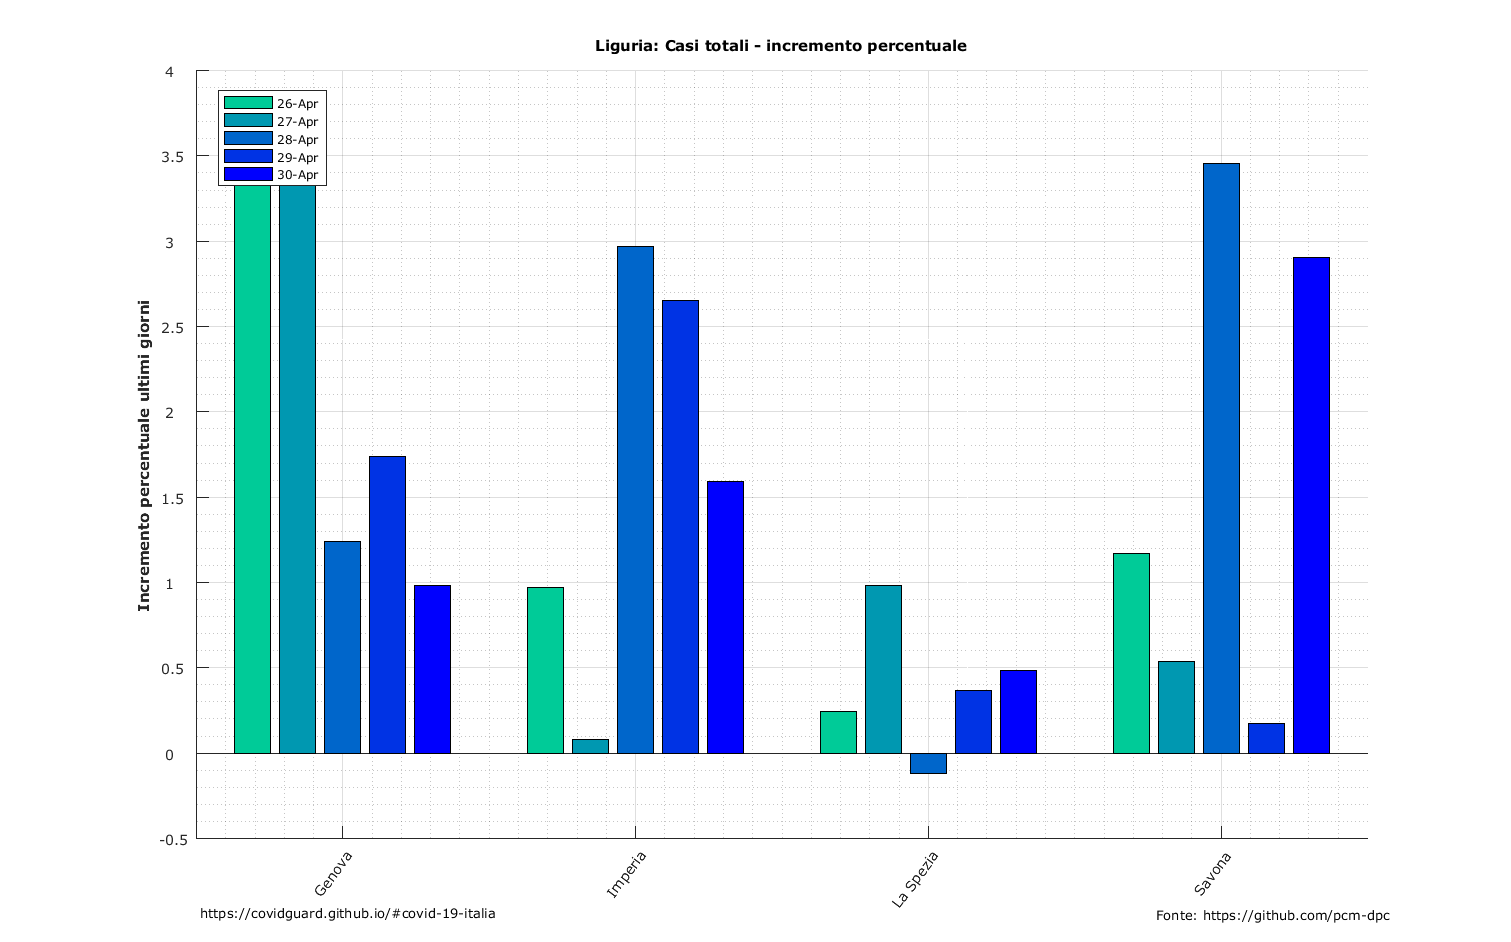 Liguria: Casi totali - incremento percentuale
4
3.5
3
2.5
2
1.5
1
0.5
0
-0.5
Incremento percentuale ultimi giorni
26-Apr
27-Apr
28-Apr
29-Apr
30-Apr
Genova
Imperia
La Spezia
Savona
https://covidguard.github.io/#covid-19-italia
Fonte: https://github.com/pcm-dpc